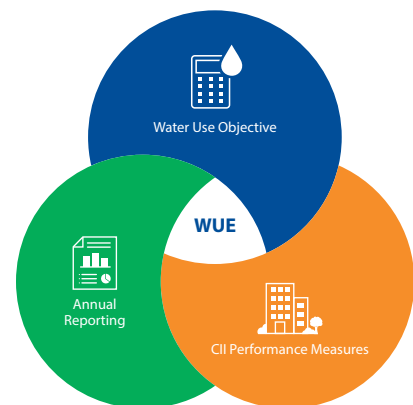 Water Use Objective
WUE
Annual
Reporting
CII Performance Measures